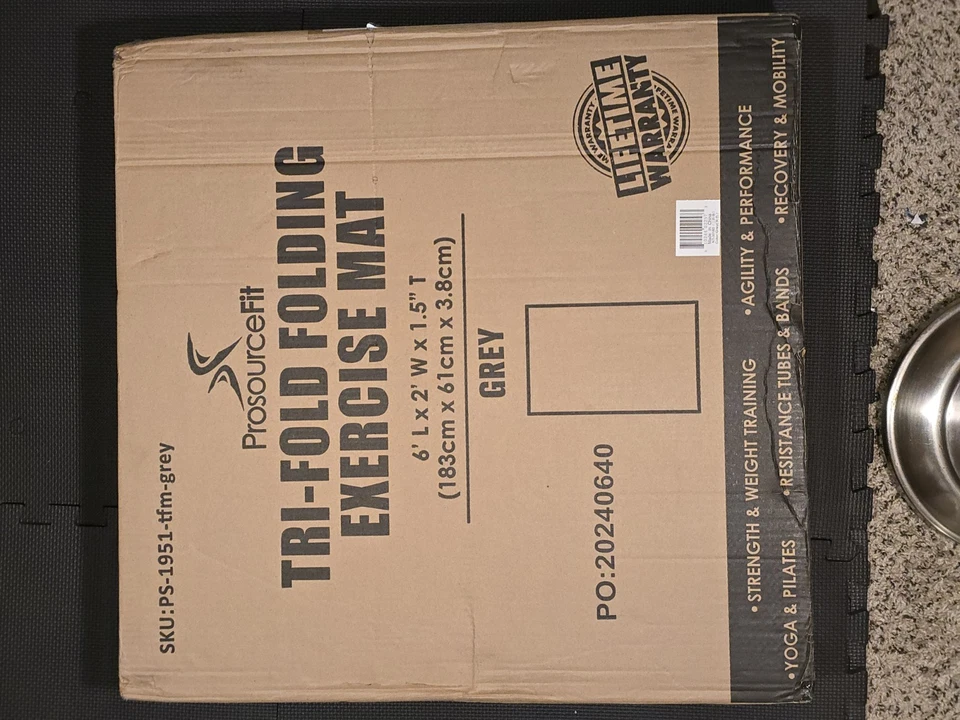 SKU:PS-1951-tfm-grey
ProsourceFit
TRI-FOLD FOLDING
EXERCISE MAT
6' L x 2' W x 1.5" T
(183cm x 61cm x 3.8cm)
GREY
PO:20240640
LIFETIME
WARRANTY
•STRENGTH & WEIGHT TRAINING •AGILITY & PERFORMANCE
•YOGA & PILATES •RESISTANCE TUBES & BANDS •RECOVERY & MOBILITY